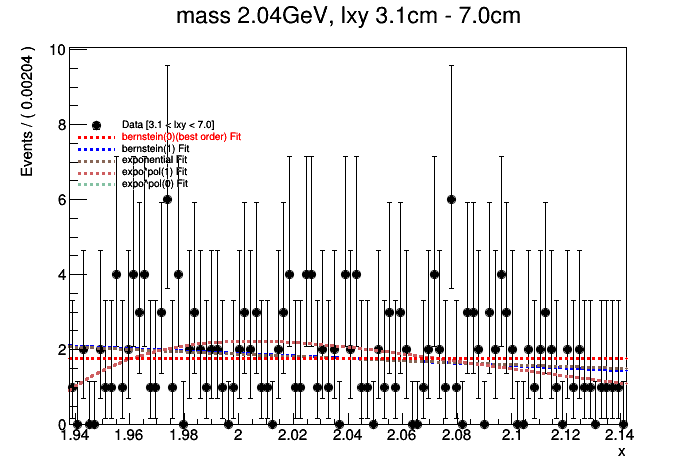 mass 2.04GeV, lxy 3.1cm - 7.0cm
Events / ( 0.00204 )
10
8
6
4
2
0
Data [3.1 < lxy < 7.0]
bernstein(0)(best order) Fit
bernstein(1) Fit
exponential Fit
expo*pol(1) Fit
expo*pol(0) Fit
1.94 1.96 1.98 2 2.02 2.04 2.06 2.08 2.1 2.12 2.14
x